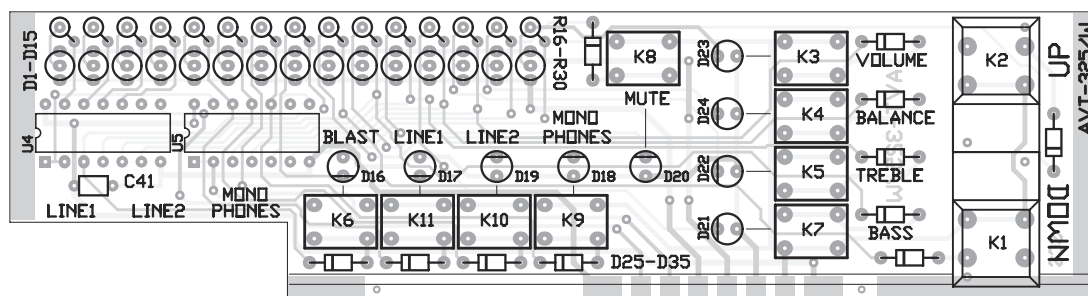 D1-D15
R16-R30
K8
MUTE
D23
K3
VOLUME
K2
UP
AVT-325/W
D24
K4
BALANCE
U4
U5
BLAST
LINE1
LINE2
MONO
PHONES
D16
D17
D19
D18
D20
D22
K5
TREBLE
C41
LINE1
LINE2
MONO
PHONES
K6
K11
K10
K9
D21
K7
BASS
K1
DOWN
D25-D35